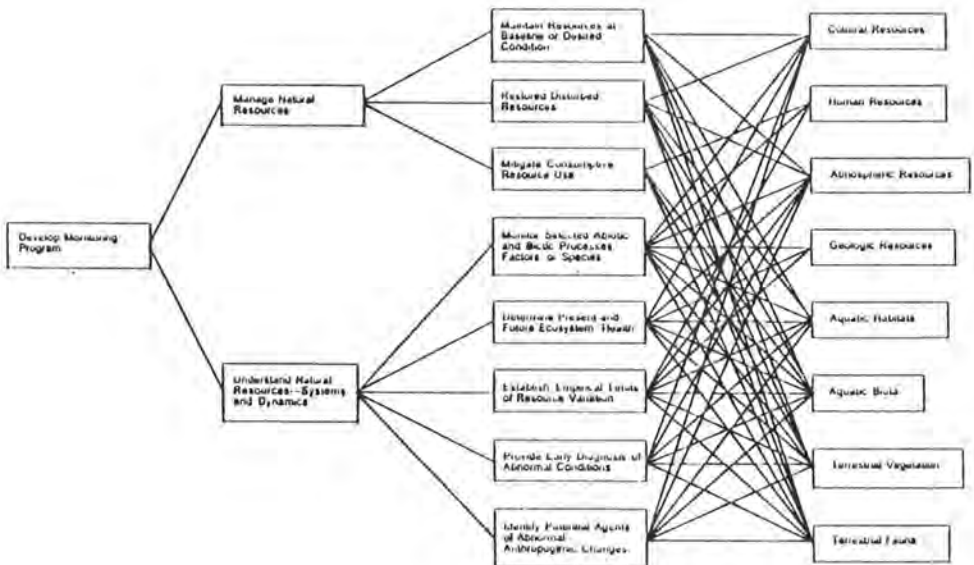 Develop Monitoring
Program
Manage Natural
Resources
Understand Natural
Resources--Systems
and Dynamics
Maintain Resources at
Baseline or Desired
Condition
Restored Disturbed
Resources
Mitigate Consumptive
Resource Use
Monitor Selected Abiotic
and Biotic Processes,
Factors, or Species
Determine Present and
Future Ecosystem "Health"
Establish Empirical Limits
of Resource Variation
Provide Early Diagnosis of
Abnormal Conditions
Identify Potential Agents
of Abnormal
Anthropogenic Changes
Cultural Resources
Human Resources
Atmospheric Resources
Geologic Resources
Aquatic Habitats
Aquatic Biota
Terrestrial Vegetation
Terrestrial Fauna